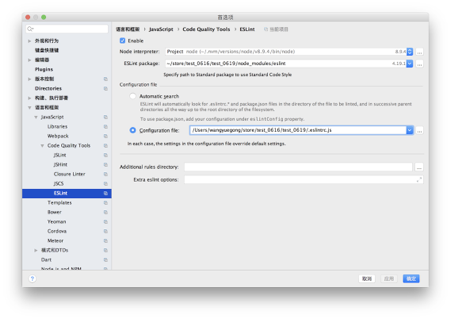 首选项
外观和行为
键盘快捷键
编辑器
Plugins
版本控制
Directories
构建、执行部署
语言和框架
JavaScript
Libraries
Webpack
Code Quality Tools
JSLint
JSHint
Closure Linter
JSCS
ESLint
Templates
Bower
Yeoman
Cordova
Meteor
模式和DTDs
Dart
Node.js and NPM
语言和框架 › JavaScript › Code Quality Tools › ESLint
Enable
Node interpreter: Project node (~/.nvm/versions/node/v8.9.4/bin/node)
ESLint package: ~/store/test_0616/test_0619/node_modules/eslint 4.19.1
Specify path to Standard package to use Standard Code Style
Configuration file
Automatic search
ESLint will automatically look for .eslintrc.* and package.json files in the directory of the file to be linted, and in successive parent
directories all the way up to the root directory of the filesystem.
To use package.json, add your configuration under eslintConfig property.
Configuration file: /Users/wangyuegong/store/test_0616/test_0619/.eslintrc.js
In each case, the settings in the configuration file override default settings.
Additional rules directory:
Extra eslint options:
?
取消
应用
确定